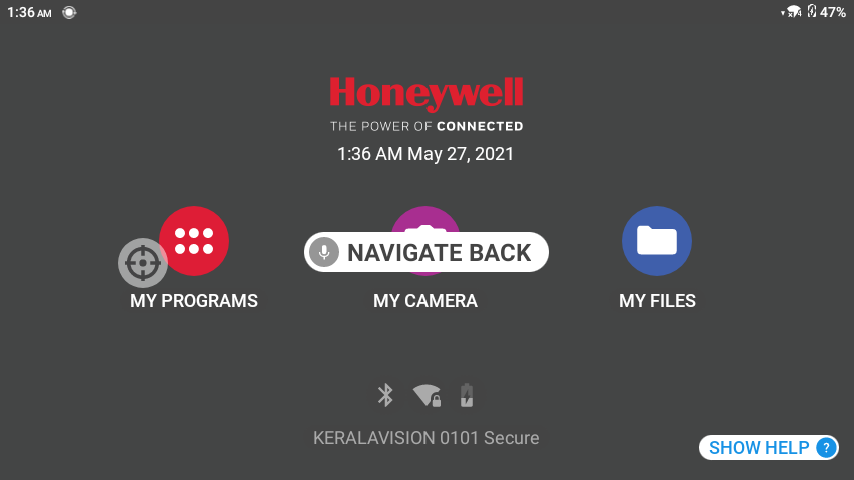 1:36 AM
47%
Honeywell
THE POWER OF CONNECTED
1:36 AM May 27, 2021
NAVIGATE BACK
MY PROGRAMS
MY CAMERA
MY FILES
KERALAVISION 0101 Secure
SHOW HELP ?